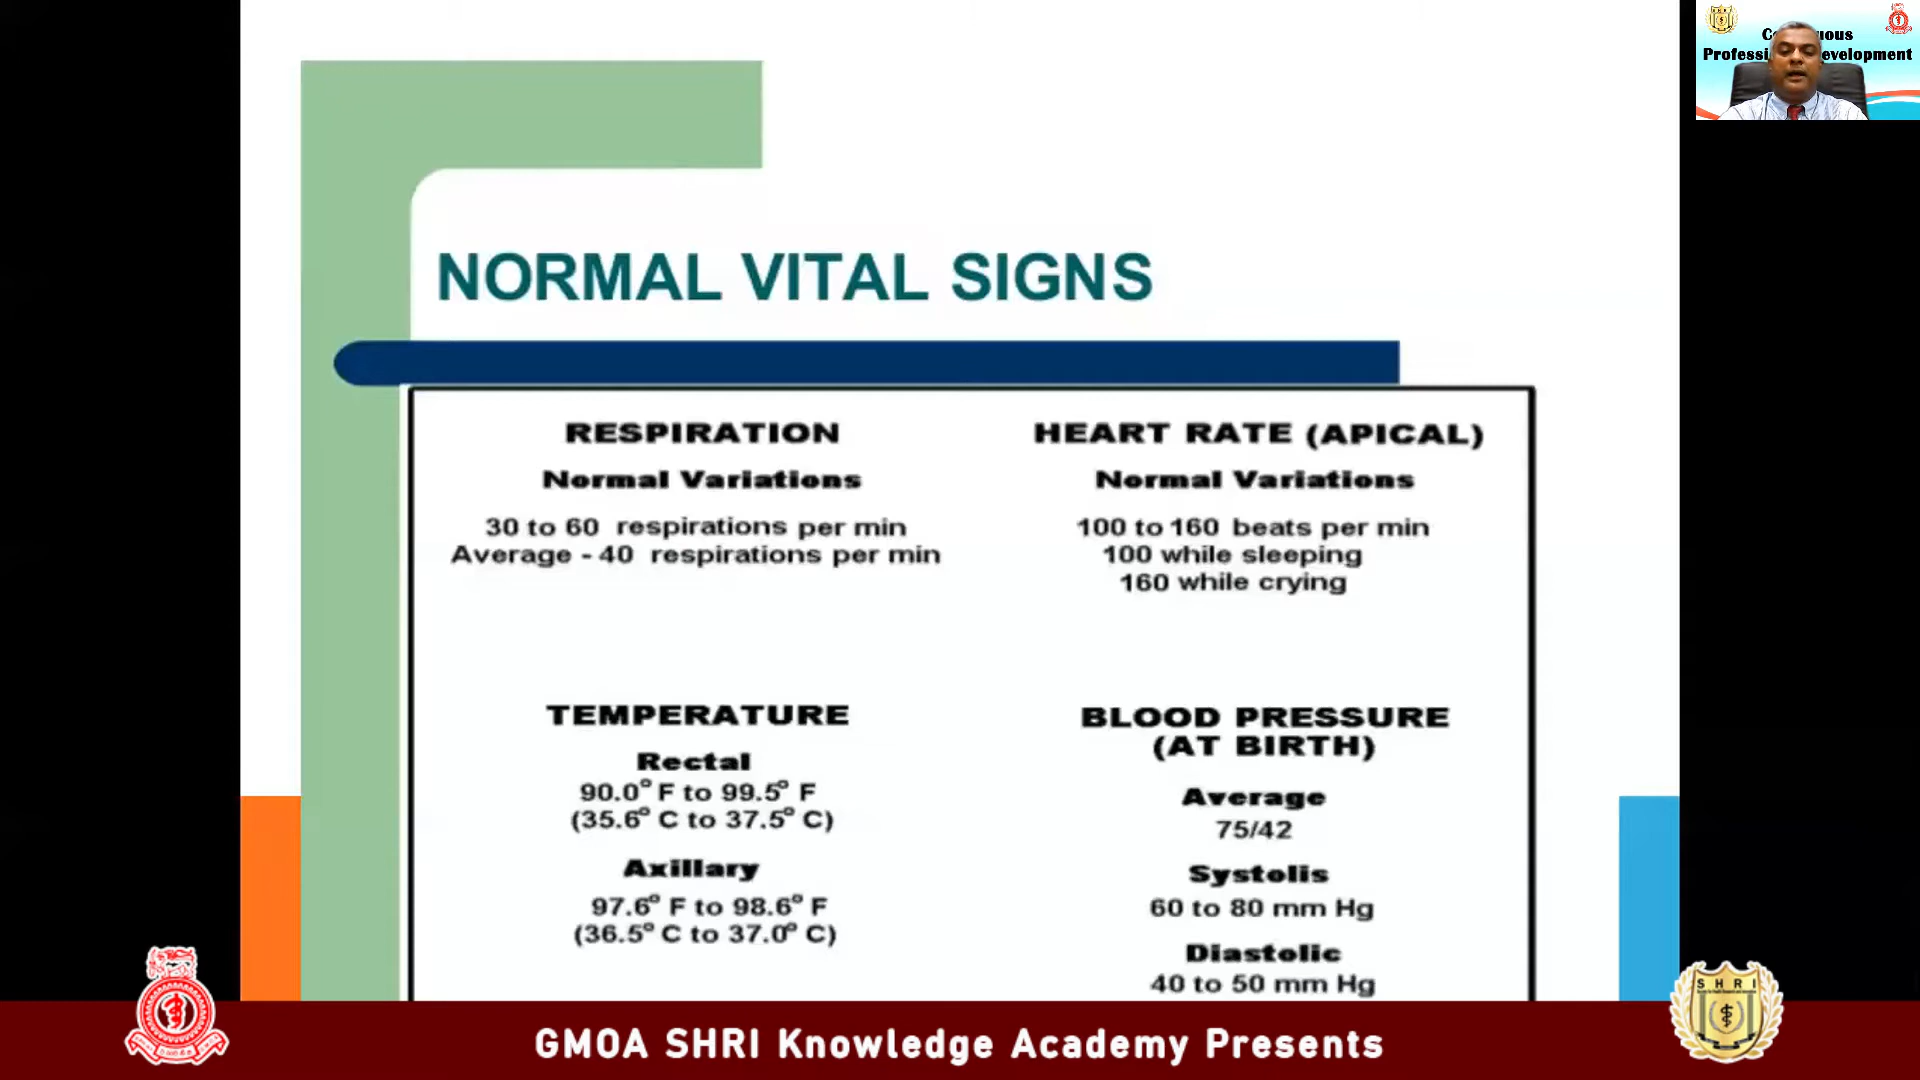 NORMAL VITAL SIGNS
RESPIRATION
Normal Variations
30 to 60 respirations per min
Average - 40 respirations per min
HEART RATE (APICAL)
Normal Variations
100 to 160 beats per min
100 while sleeping
160 while crying
TEMPERATURE
Rectal
90.0° F to 99.5° F
(35.6° C to 37.5° C)
Axillary
97.6° F to 98.6° F
(36.5° C to 37.0° C)
BLOOD PRESSURE
(AT BIRTH)
Average
75/42
Systolis
60 to 80 mm Hg
Diastolic
40 to 50 mm Hg
GMOA SHRI Knowledge Academy Presents
SHRI